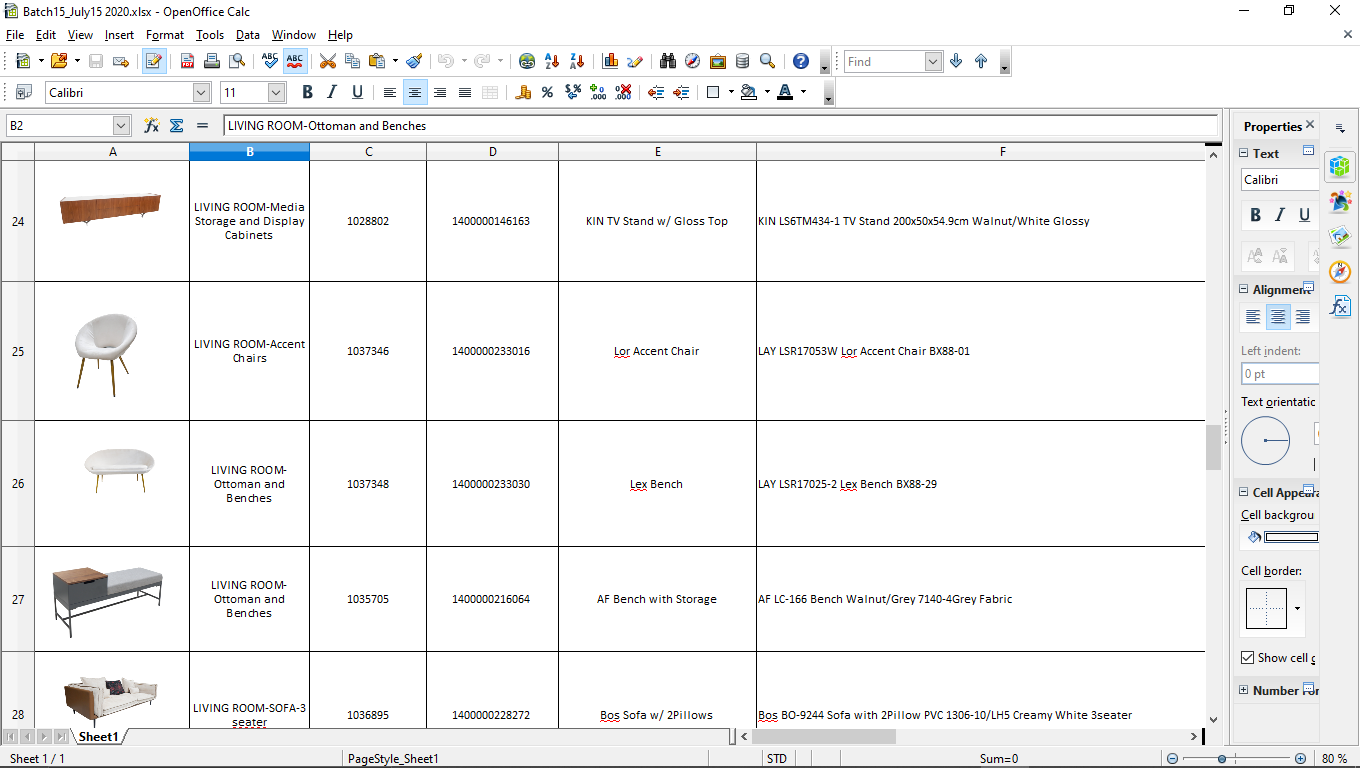 Batch15_July15 2020.xlsx - OpenOffice Calc
File Edit View Insert Format Tools Data Window Help
Find
Calibri 11
B2 LIVING ROOM-Ottoman and Benches
Properties
A B C D E F
Text
Calibri
24
LIVING ROOM-Media
Storage and Display
Cabinets
1028802
1400000146163
KIN TV Stand w/ Gloss Top
KIN LS6TM434-1 TV Stand 200x50x54.9cm Walnut/White Glossy
25
LIVING ROOM-Accent
Chairs
1037346
1400000233016
Lor Accent Chair
LAY LSR17053W Lor Accent Chair BX88-01
26
LIVING ROOM-
Ottoman and
Benches
1037348
1400000233030
Lex Bench
LAY LSR17025-2 Lex Bench BX88-29
27
LIVING ROOM-
Ottoman and
Benches
1035705
1400000216064
AF Bench with Storage
AF LC-166 Bench Walnut/Grey 7140-4Grey Fabric
28
LIVING ROOM-SOFA-3
seater
1036895
1400000228272
Bos Sofa w/ 2Pillows
Bos BO-9244 Sofa with 2Pillow PVC 1306-10/LH5 Creamy White 3seater
Alignment
Left indent:
0 pt
Text orientatio
Cell Appeara
Cell backgrou
Cell border:
Show cell g
Number For
Sheet1
Sheet 1 / 1 PageStyle_Sheet1 STD Sum=0 80 %